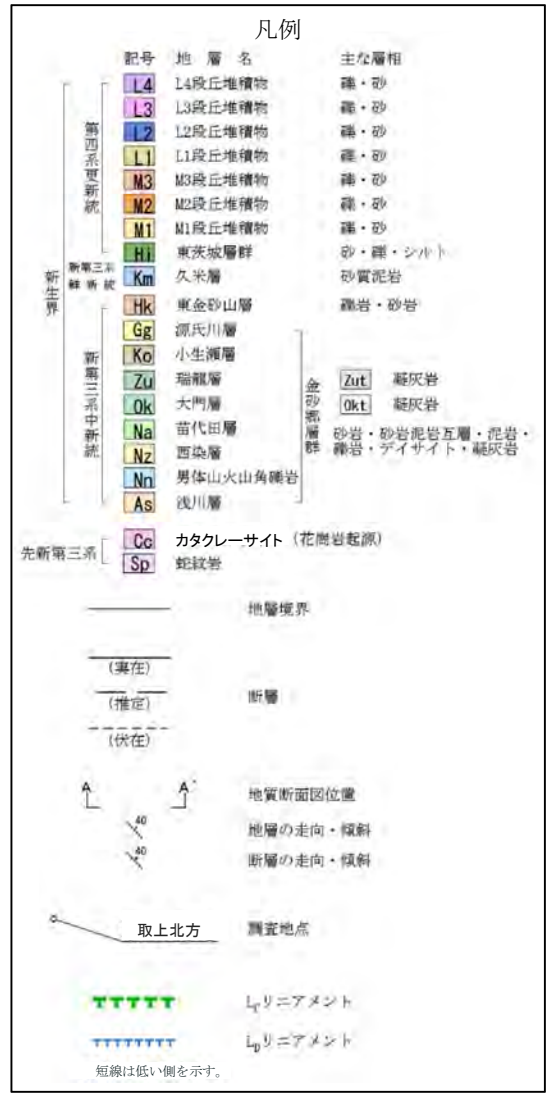 凡例
記号 地層名 主な層相
新生界
第四系更新統
L4 L4段丘堆積物 礫・砂
L3 L3段丘堆積物 礫・砂
L2 L2段丘堆積物 礫・砂
L1 L1段丘堆積物 礫・砂
M3 M3段丘堆積物 礫・砂
M2 M2段丘堆積物 礫・砂
M1 M1段丘堆積物 礫・砂
Hi 東茨城層群 砂・礫・シルト
新第三系鮮新統
Km 久米層 砂質泥岩
新第三系中新統
Hk 東金砂山層 礫岩・砂岩
Gg 源氏川層
Ko 小生瀬層
Zu 瑞龍層
Ok 大門層
Na 苗代田層
Nz 西染層
Nn 男体山火山角礫岩
As 浅川層
金砂郷層群
Zut 凝灰岩
Okt 凝灰岩
砂岩・砂岩泥岩互層・泥岩・
礫岩・デイサイト・凝灰岩
先新第三系
Cc カタクレーサイト (花崗岩起源)
Sp 蛇紋岩
地層境界
(実在)
(推定) 断層
(伏在)
A A' 地質断面図位置
40 地層の走向・傾斜
40 断層の走向・傾斜
取上北方 調査地点
LCリニアメント
LDリニアメント
短線は低い側を示す。